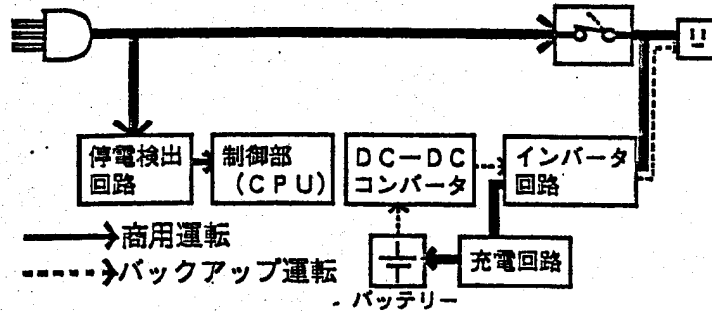 停電検出
回路
制御部
(CPU)
DC―DC
コンバータ
インバータ
回路
商用運転
バックアップ運転
充電回路
バッテリー